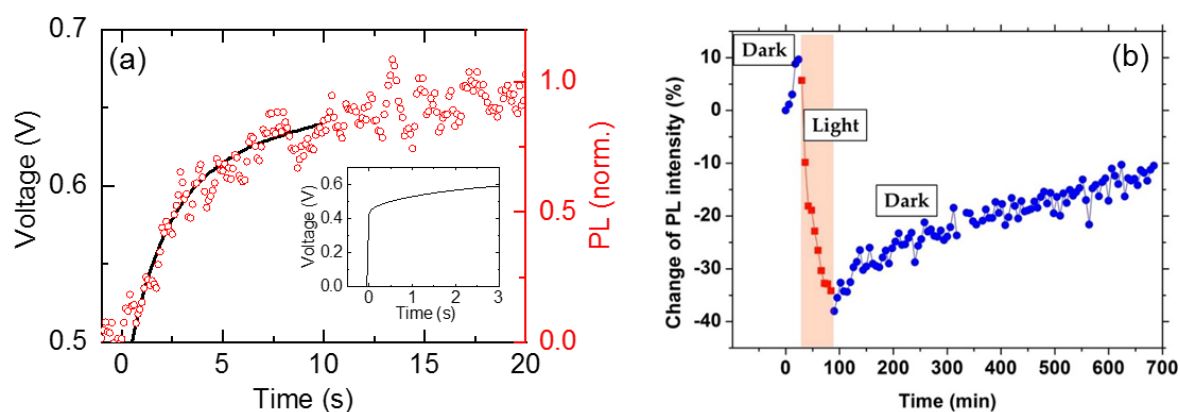 (a)
0.7
0.6
0.5
Voltage (V)
0 5 10 15 20
Time (s)
1.0
0.5
0.0
PL (norm.)
0.6
0.4
0.2
0.0
Voltage (V)
0 1 2 3
Time (s)
(b)
10
0
-10
-20
-30
-40
Change of PL intensity (%)
Dark
Light
Dark
0 100 200 300 400 500 600 700
Time (min)